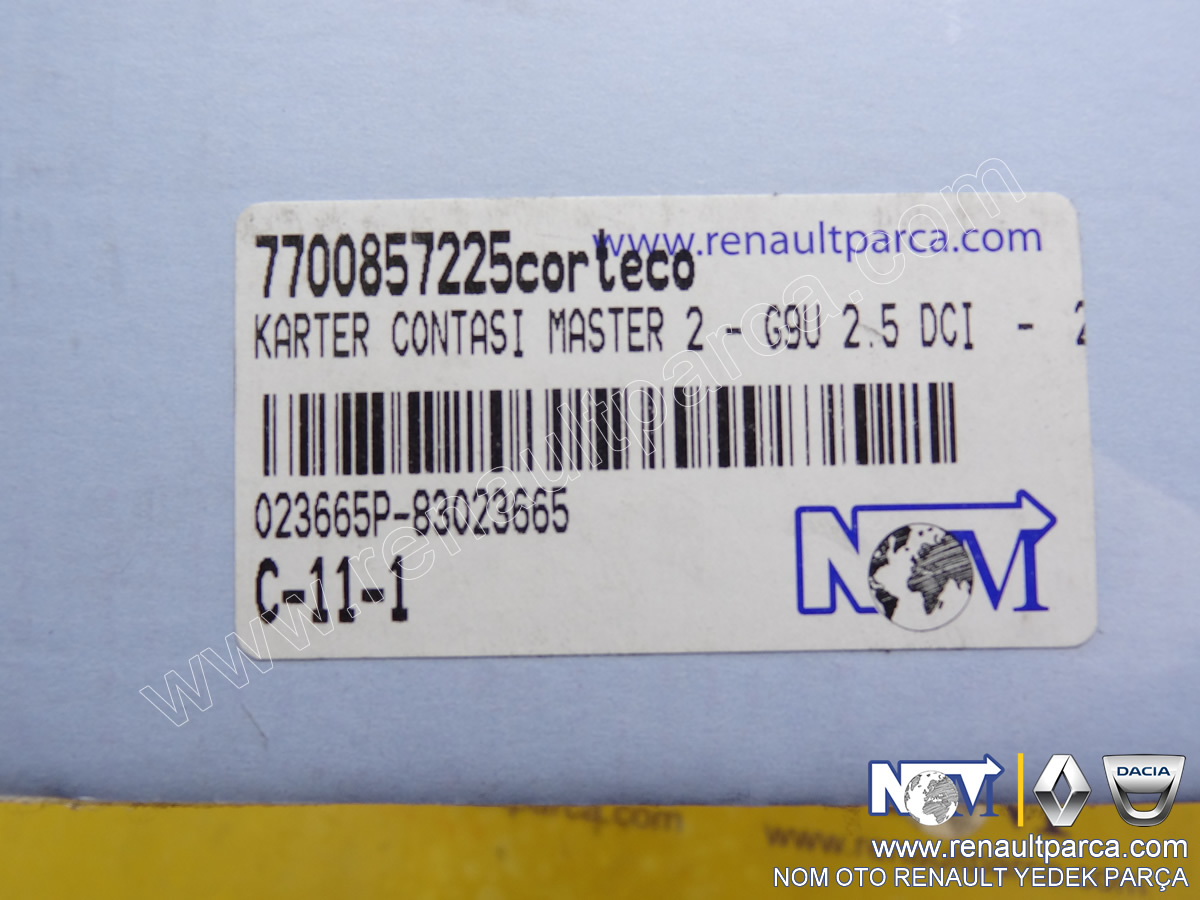 www.renaultparca.com
7700857225corteco
KARTER CONTASI MASTER 2 - G9U 2.5 DCI - 2
023665P-83023665
C-11-1
NOM
www.renaultparca.com
NOM
DACIA
www.renaultparca.com
NOM OTO RENAULT YEDEK PARÇA